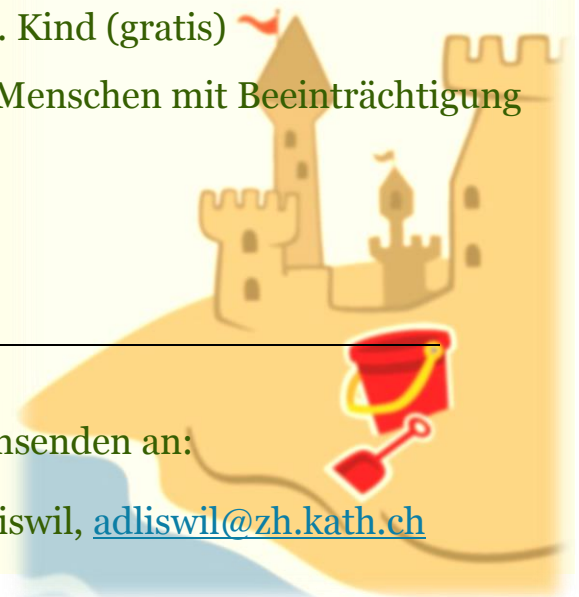 . Kind (gratis)
Menschen mit Beeinträchtigung
nsenden an:
iswil, adliswil@zh.kath.ch